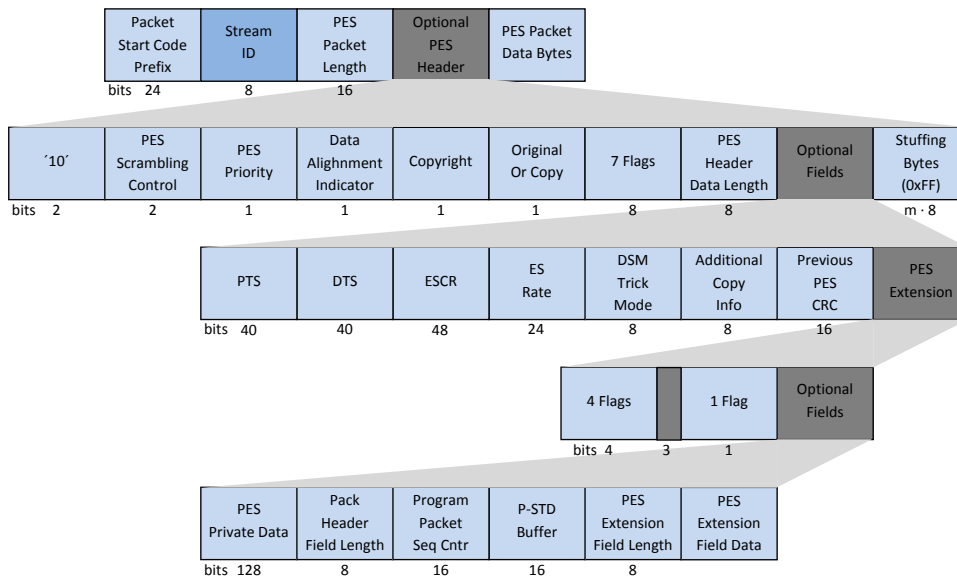 Packet Start Code Prefix
Stream ID
PES Packet Length
Optional PES Header
PES Packet Data Bytes
bits 24 8 16
´10´
PES Scrambling Control
PES Priority
Data Alighnment Indicator
Copyright
Original Or Copy
7 Flags
PES Header Data Length
Optional Fields
Stuffing Bytes (0xFF)
bits 2 2 1 1 1 1 8 8 m · 8
PTS
DTS
ESCR
ES Rate
DSM Trick Mode
Additional Copy Info
Previous PES CRC
PES Extension
bits 40 40 48 24 8 8 16
4 Flags
1 Flag
Optional Fields
bits 4 3 1
PES Private Data
Pack Header Field Length
Program Packet Seq Cntr
P-STD Buffer
PES Extension Field Length
PES Extension Field Data
bits 128 8 16 16 8